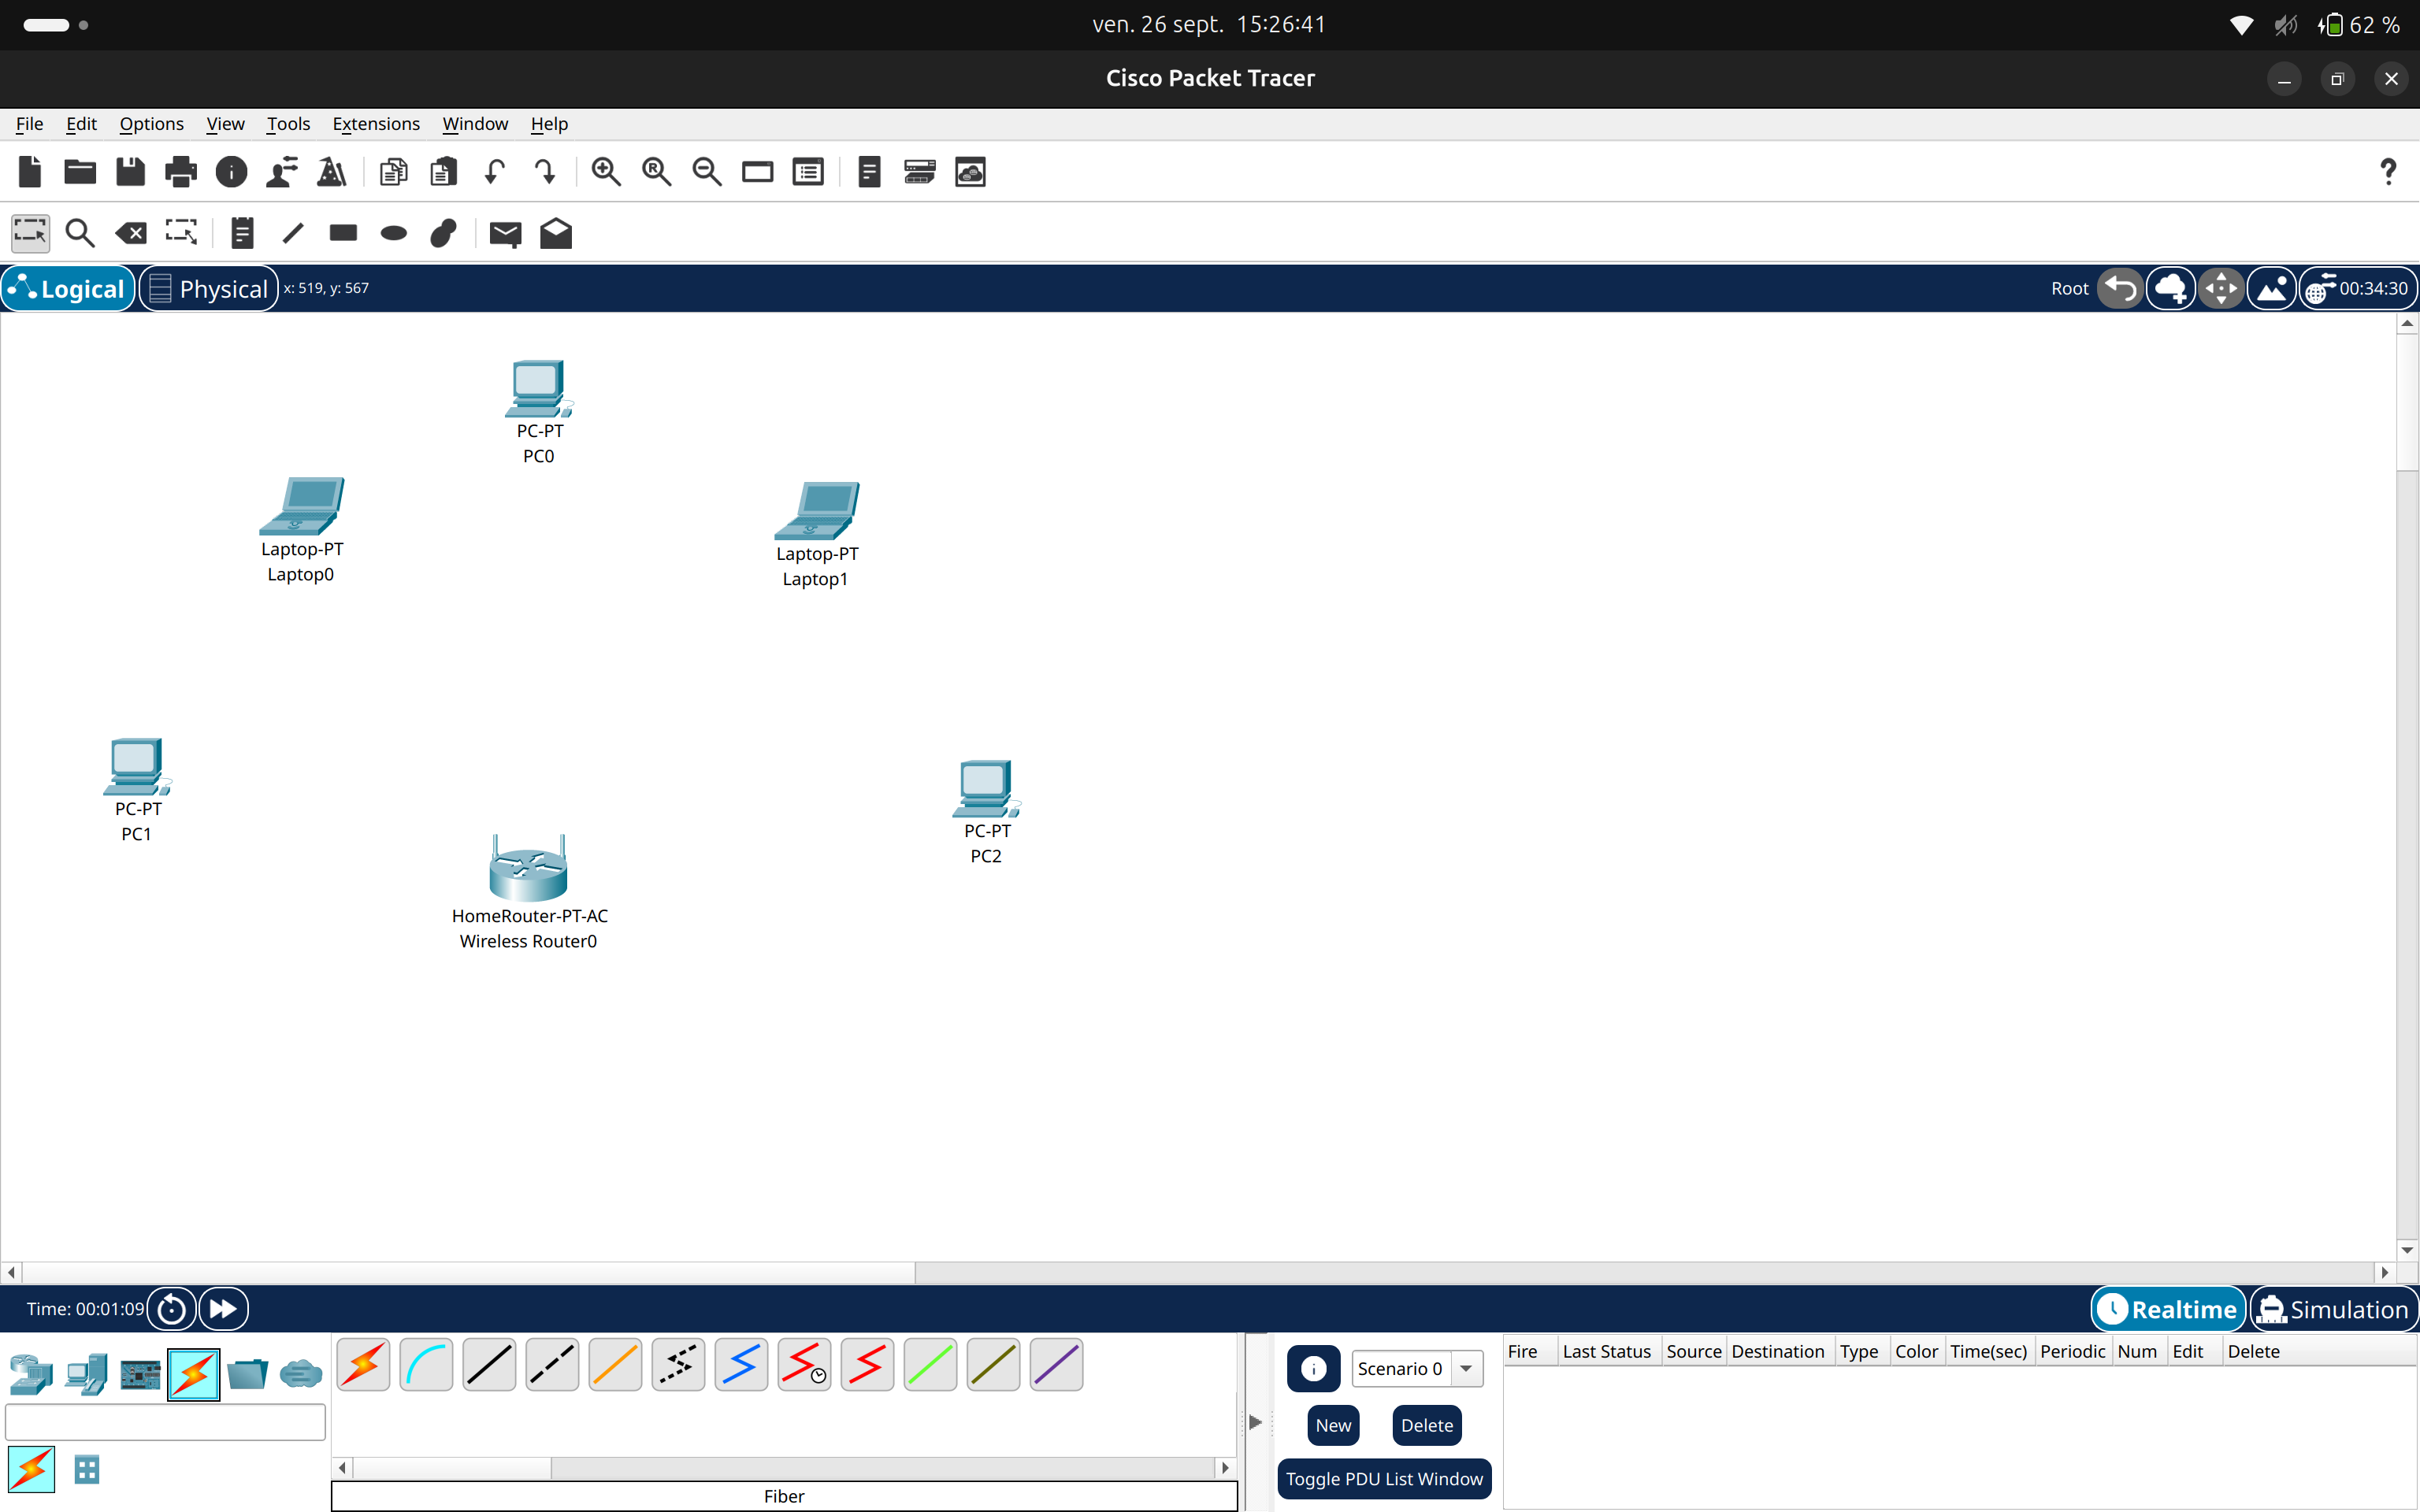 ven. 26 sept. 15:26:41
62 %
Cisco Packet Tracer
File Edit Options View Tools Extensions Window Help
Logical Physical x: 519, y: 567 Root 00:34:30
PC-PT
PC0
Laptop-PT
Laptop0
Laptop-PT
Laptop1
PC-PT
PC1
PC-PT
PC2
HomeRouter-PT-AC
Wireless Router0
Time: 00:01:09 Realtime Simulation
Scenario 0
New Delete
Toggle PDU List Window
Fire Last Status Source Destination Type Color Time(sec) Periodic Num Edit Delete
Fiber